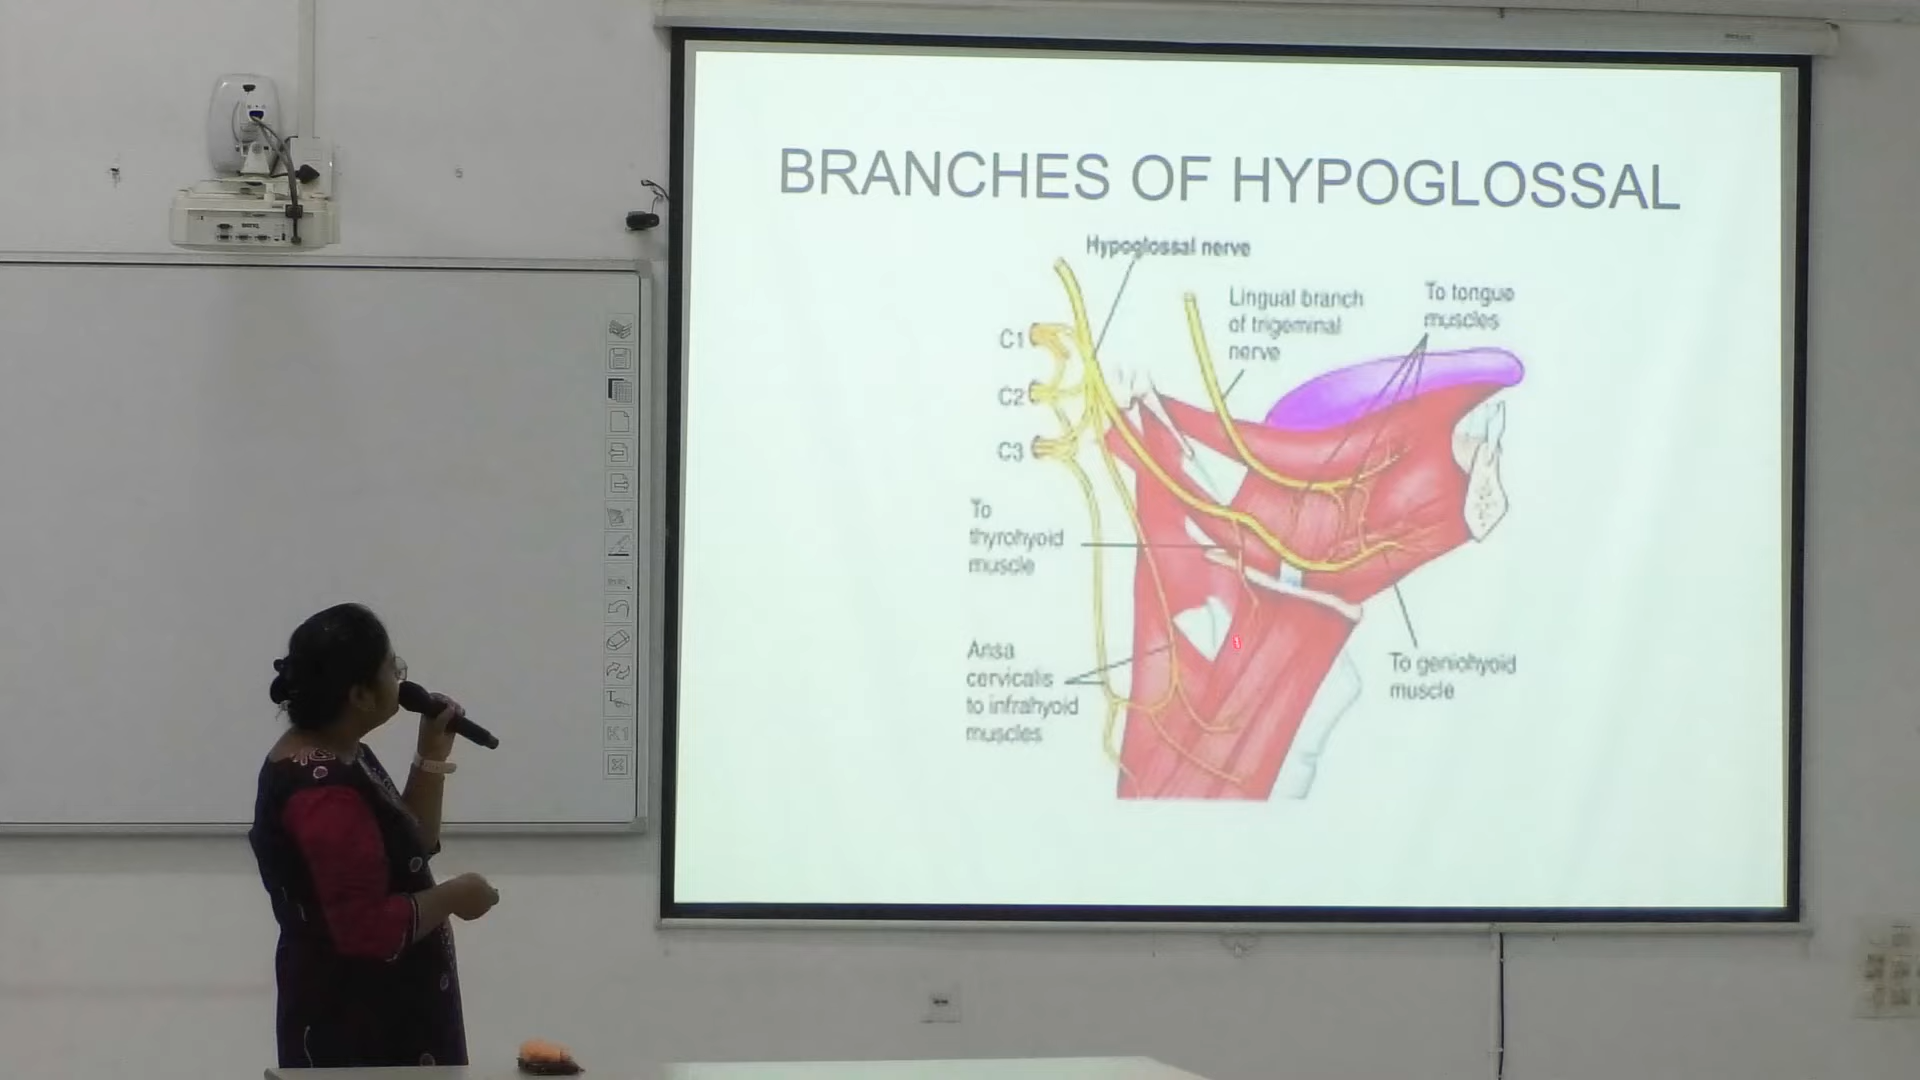 BRANCHES OF HYPOGLOSSAL
Hypoglossal nerve
Lingual branch
of trigeminal
nerve
To tongue
muscles
C1
C2
C3
To
thyrohyoid
muscle
Ansa
cervicalis
to infrahyoid
muscles
To geniohyoid
muscle